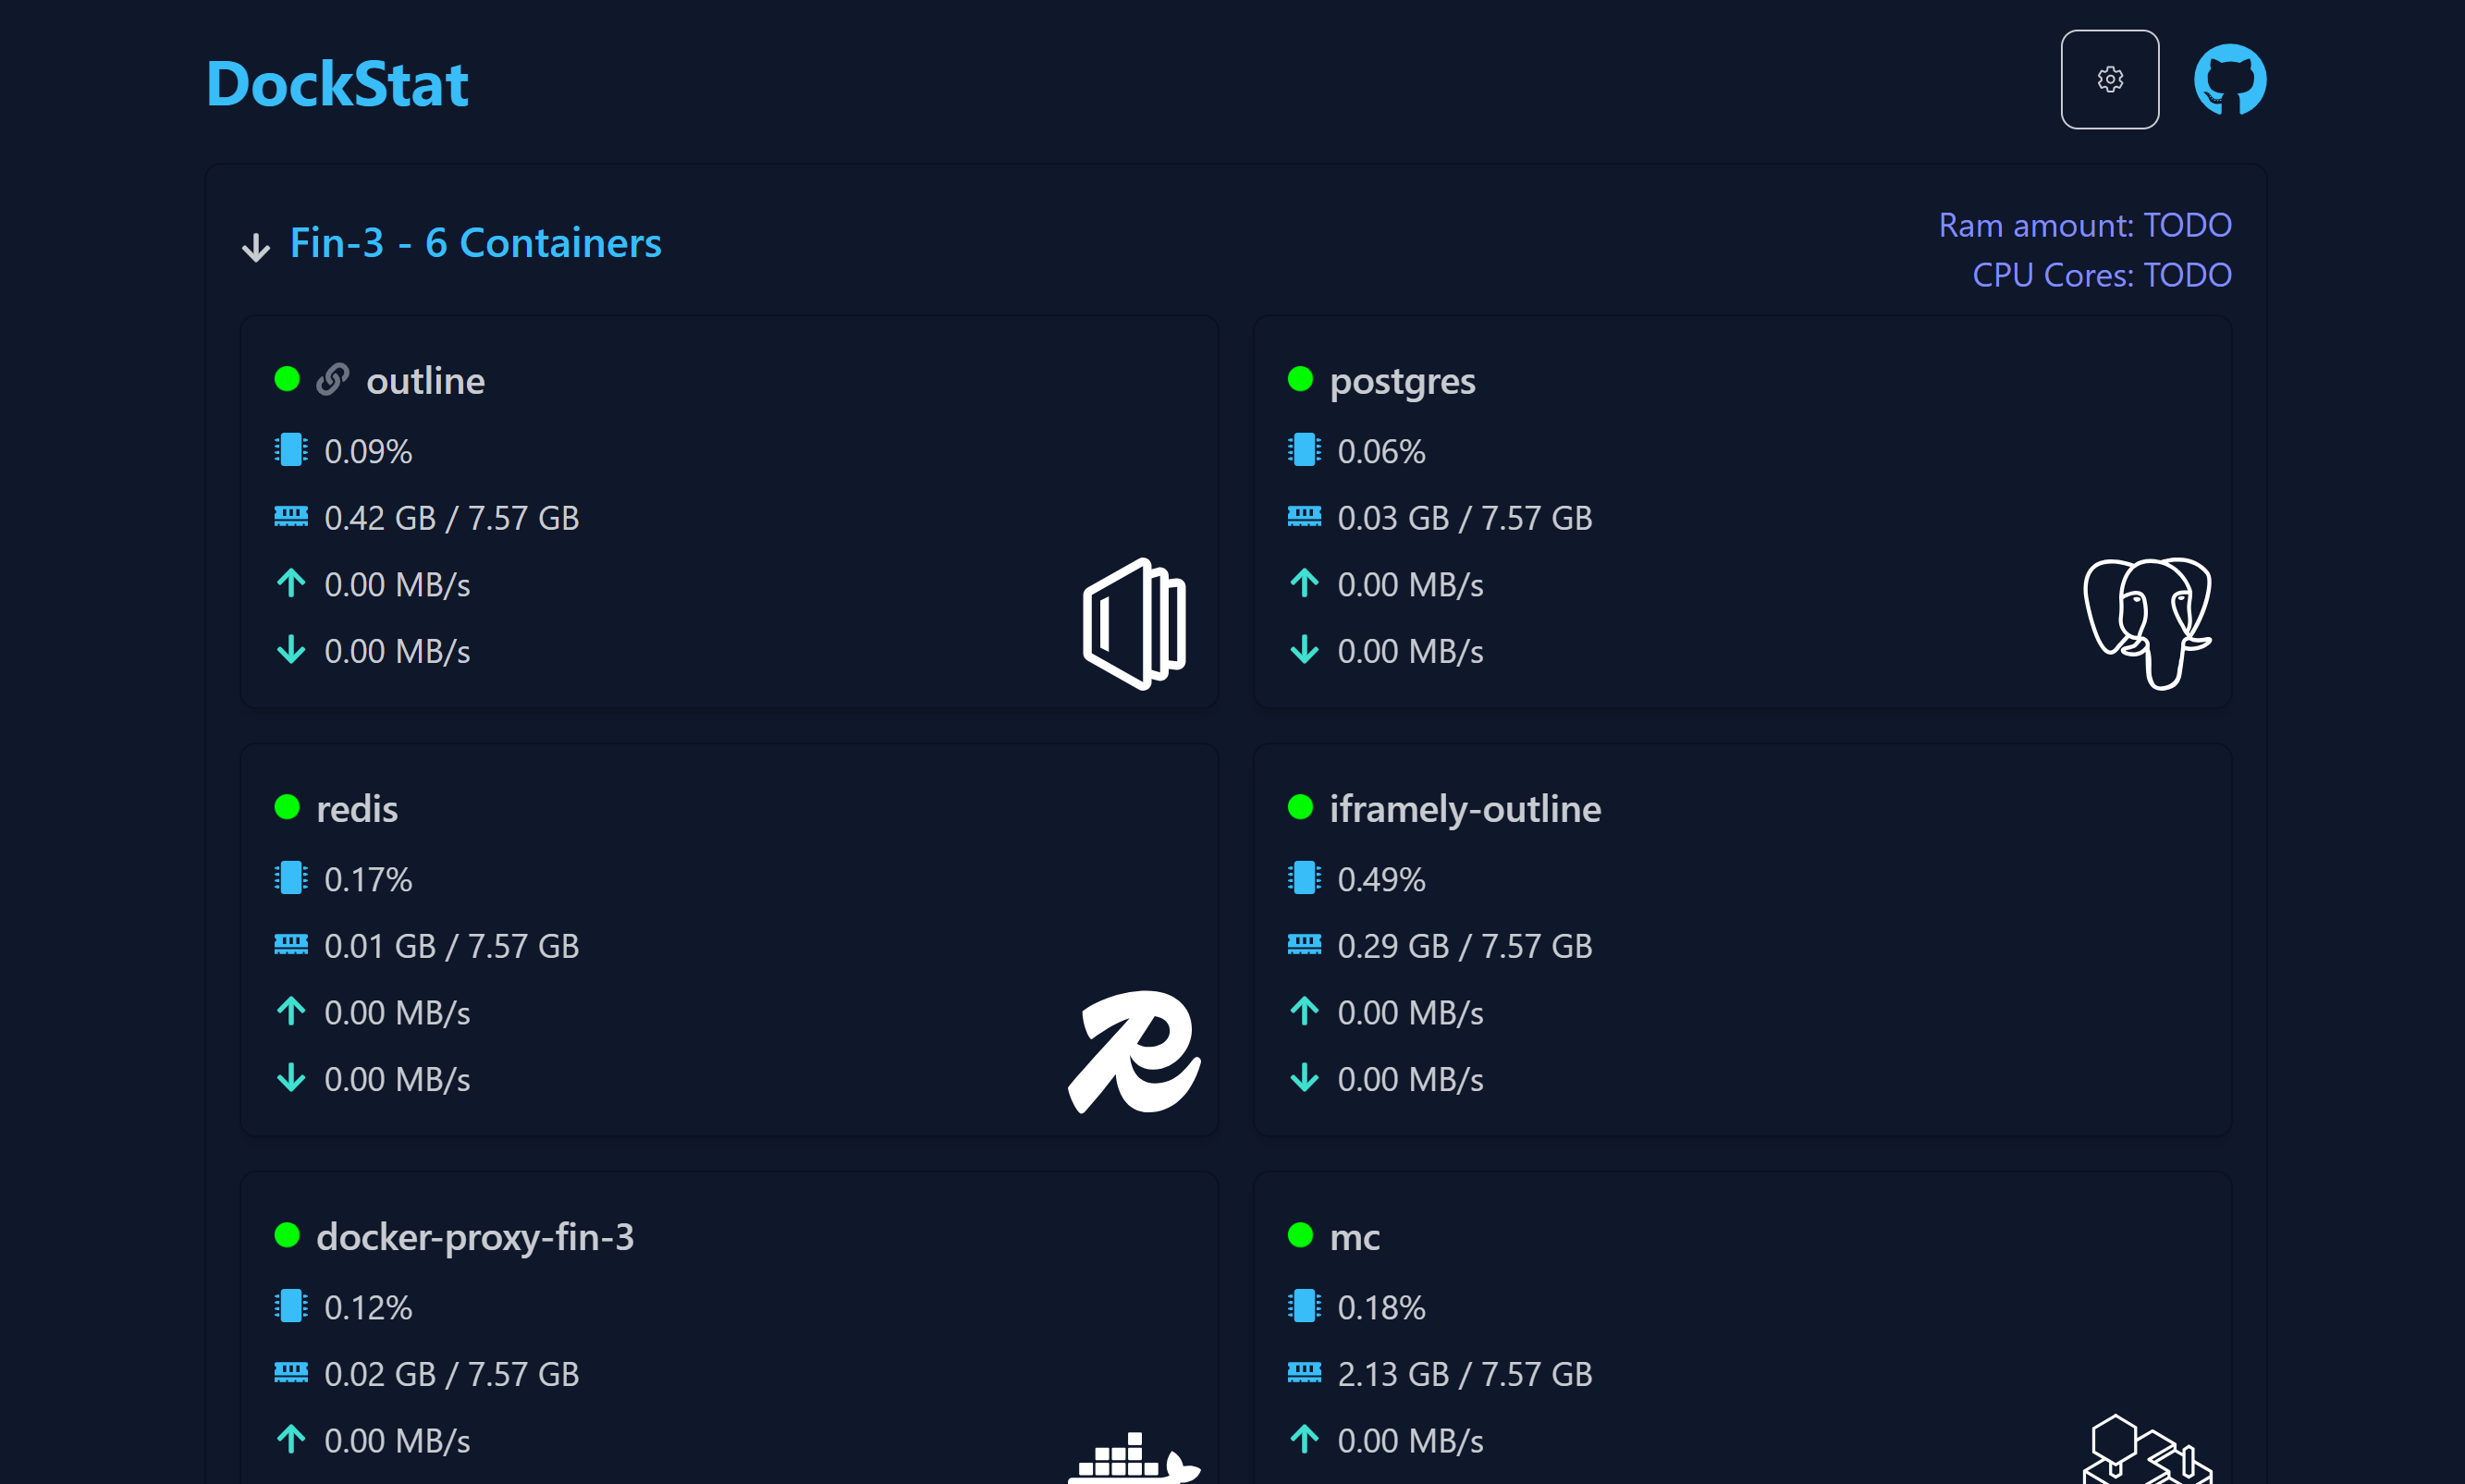 DockStat
Fin-3 - 6 Containers
Ram amount: TODO
CPU Cores: TODO
outline
0.09%
0.42 GB / 7.57 GB
0.00 MB/s
0.00 MB/s
postgres
0.06%
0.03 GB / 7.57 GB
0.00 MB/s
0.00 MB/s
redis
0.17%
0.01 GB / 7.57 GB
0.00 MB/s
0.00 MB/s
iframely-outline
0.49%
0.29 GB / 7.57 GB
0.00 MB/s
0.00 MB/s
docker-proxy-fin-3
0.12%
0.02 GB / 7.57 GB
0.00 MB/s
mc
0.18%
2.13 GB / 7.57 GB
0.00 MB/s